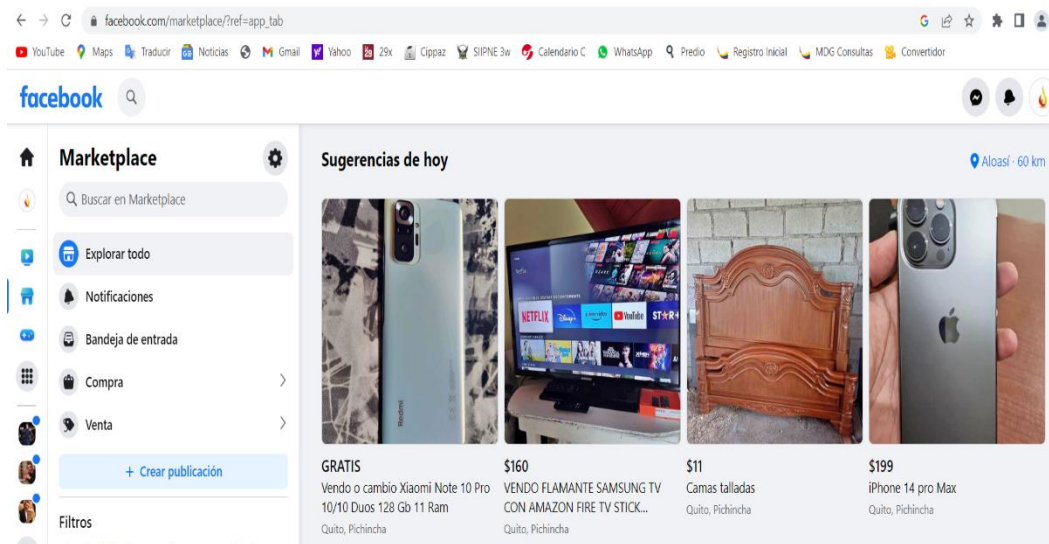 facebook.com/marketplace/?ref=app_tab
YouTube Maps Traducir Noticias Gmail Yahoo 29x Cippaz SIIPNE 3w Calendario C WhatsApp Predio Registro Inicial MDG Consultas Convertidor
facebook
Marketplace
Buscar en Marketplace
Explorar todo
Notificaciones
Bandeja de entrada
Compra
Venta
+ Crear publicación
Filtros
Sugerencias de hoy
Aloasí · 60 km
Redmi
NETFLIX
prime video
YouTube
ST★R+
GRATIS
Vendo o cambio Xiaomi Note 10 Pro
10/10 Duos 128 Gb 11 Ram
Quito, Pichincha
$160
VENDO FLAMANTE SAMSUNG TV
CON AMAZON FIRE TV STICK...
Quito, Pichincha
$11
Camas talladas
Quito, Pichincha
$199
iPhone 14 pro Max
Quito, Pichincha